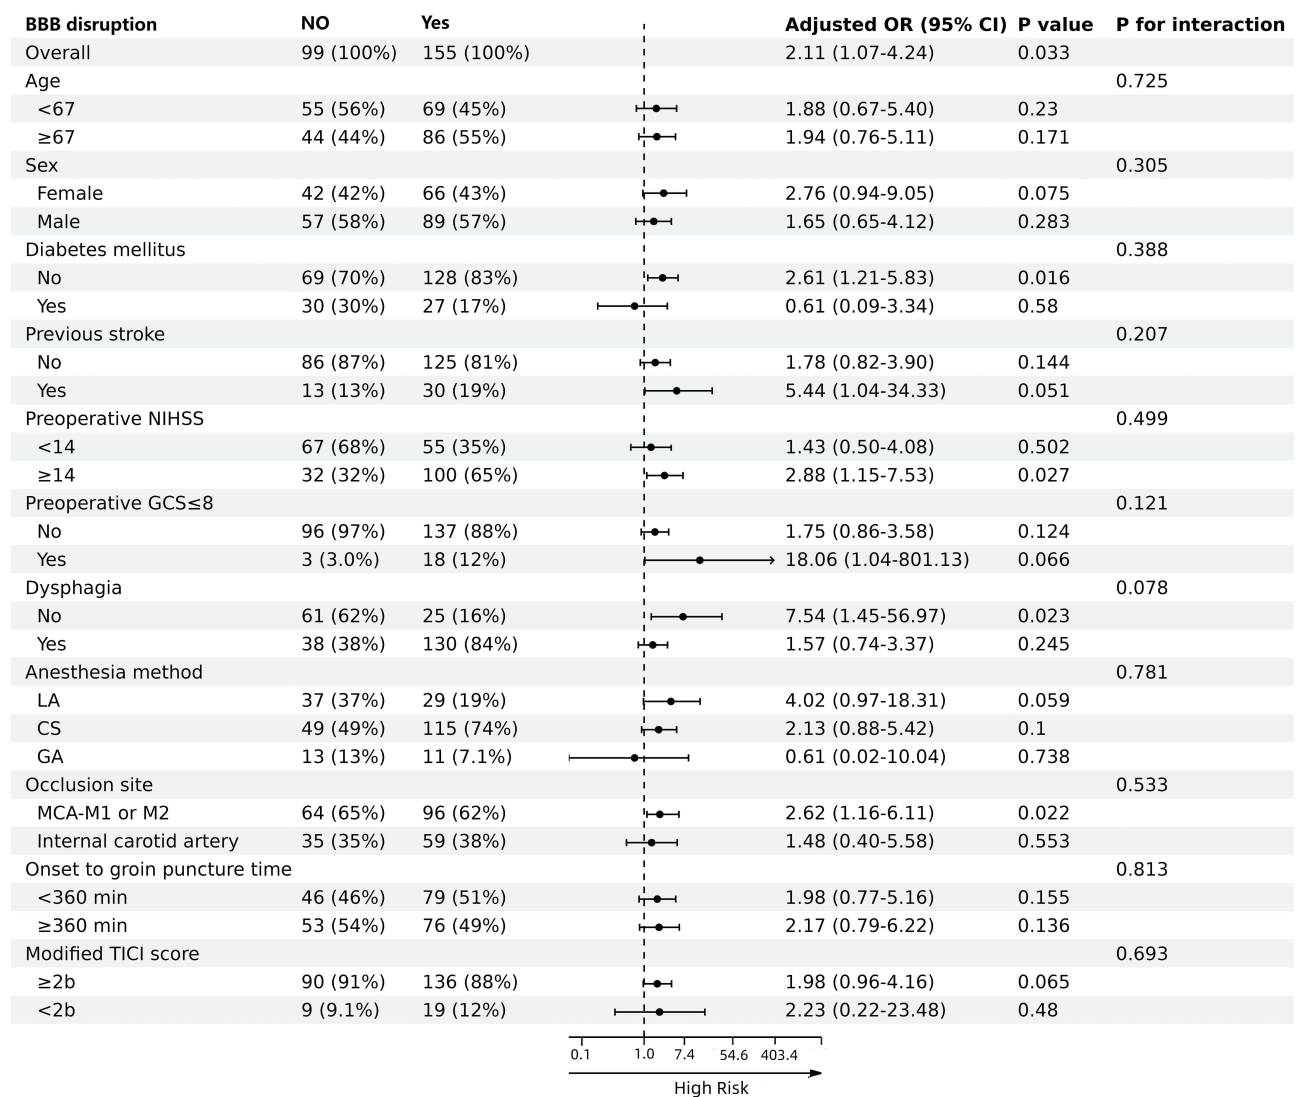 BBB disruption NO Yes Adjusted OR (95% CI) P value P for interaction
Overall 99 (100%) 155 (100%) 2.11 (1.07-4.24) 0.033
Age 0.725
<67 55 (56%) 69 (45%) 1.88 (0.67-5.40) 0.23
≥67 44 (44%) 86 (55%) 1.94 (0.76-5.11) 0.171
Sex 0.305
Female 42 (42%) 66 (43%) 2.76 (0.94-9.05) 0.075
Male 57 (58%) 89 (57%) 1.65 (0.65-4.12) 0.283
Diabetes mellitus 0.388
No 69 (70%) 128 (83%) 2.61 (1.21-5.83) 0.016
Yes 30 (30%) 27 (17%) 0.61 (0.09-3.34) 0.58
Previous stroke 0.207
No 86 (87%) 125 (81%) 1.78 (0.82-3.90) 0.144
Yes 13 (13%) 30 (19%) 5.44 (1.04-34.33) 0.051
Preoperative NIHSS 0.499
<14 67 (68%) 55 (35%) 1.43 (0.50-4.08) 0.502
≥14 32 (32%) 100 (65%) 2.88 (1.15-7.53) 0.027
Preoperative GCS≤8 0.121
No 96 (97%) 137 (88%) 1.75 (0.86-3.58) 0.124
Yes 3 (3.0%) 18 (12%) 18.06 (1.04-801.13) 0.066
Dysphagia 0.078
No 61 (62%) 25 (16%) 7.54 (1.45-56.97) 0.023
Yes 38 (38%) 130 (84%) 1.57 (0.74-3.37) 0.245
Anesthesia method 0.781
LA 37 (37%) 29 (19%) 4.02 (0.97-18.31) 0.059
CS 49 (49%) 115 (74%) 2.13 (0.88-5.42) 0.1
GA 13 (13%) 11 (7.1%) 0.61 (0.02-10.04) 0.738
Occlusion site 0.533
MCA-M1 or M2 64 (65%) 96 (62%) 2.62 (1.16-6.11) 0.022
Internal carotid artery 35 (35%) 59 (38%) 1.48 (0.40-5.58) 0.553
Onset to groin puncture time 0.813
<360 min 46 (46%) 79 (51%) 1.98 (0.77-5.16) 0.155
≥360 min 53 (54%) 76 (49%) 2.17 (0.79-6.22) 0.136
Modified TICI score 0.693
≥2b 90 (91%) 136 (88%) 1.98 (0.96-4.16) 0.065
<2b 9 (9.1%) 19 (12%) 2.23 (0.22-23.48) 0.48
0.1 1.0 7.4 54.6 403.4
High Risk